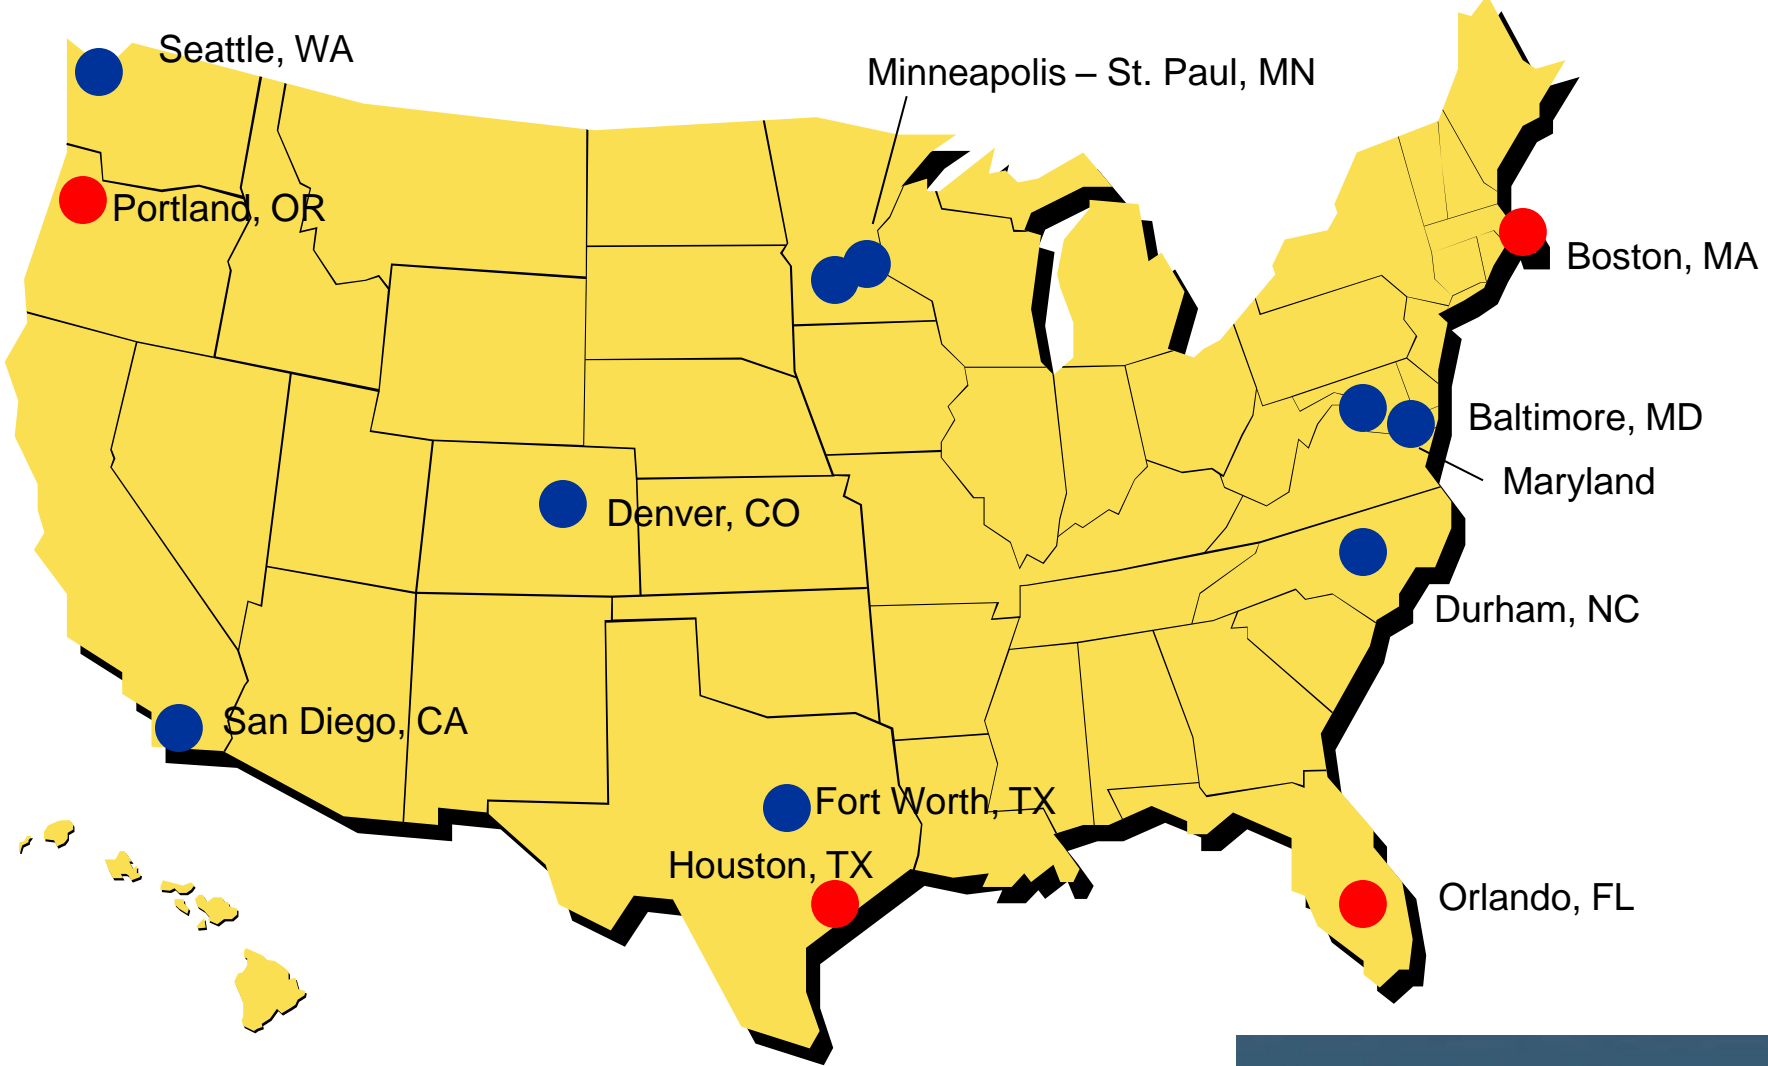 Seattle, WA
Minneapolis – St. Paul, MN
Portland, OR
Boston, MA
Baltimore, MD
Maryland
Denver, CO
Durham, NC
San Diego, CA
Fort Worth, TX
Houston, TX
Orlando, FL